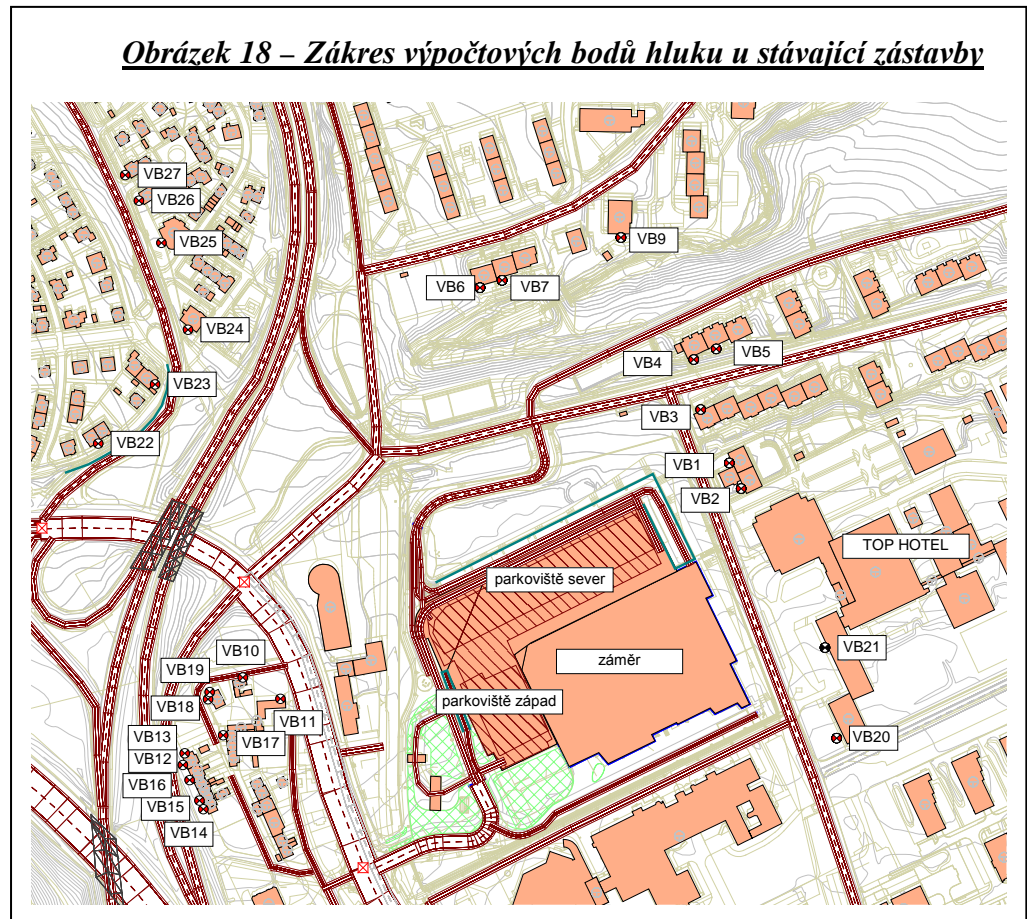 Obrázek 18 – Zákres výpočtových bodů hluku u stávající zástavby
VB27
VB26
VB25
VB9
VB6
VB7
VB24
VB4
VB5
VB23
VB3
VB22
VB1
VB2
TOP HOTEL
parkoviště sever
VB10
VB21
záměr
VB19
VB18
parkoviště západ
VB11
VB13
VB17
VB20
VB12
VB16
VB15
VB14